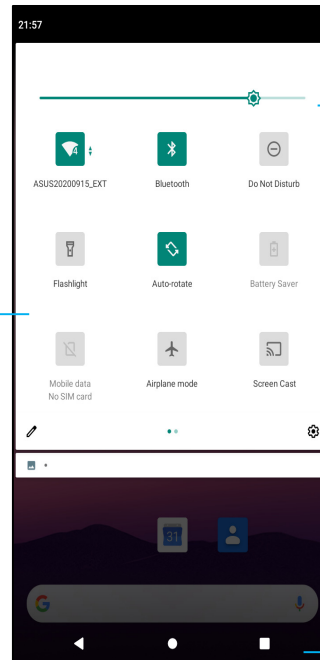 21:57
4
ASUS20200915_EXT
Bluetooth
Do Not Disturb
Flashlight
Auto-rotate
Battery Saver
Mobile data
No SIM card
Airplane mode
Screen Cast
31
G